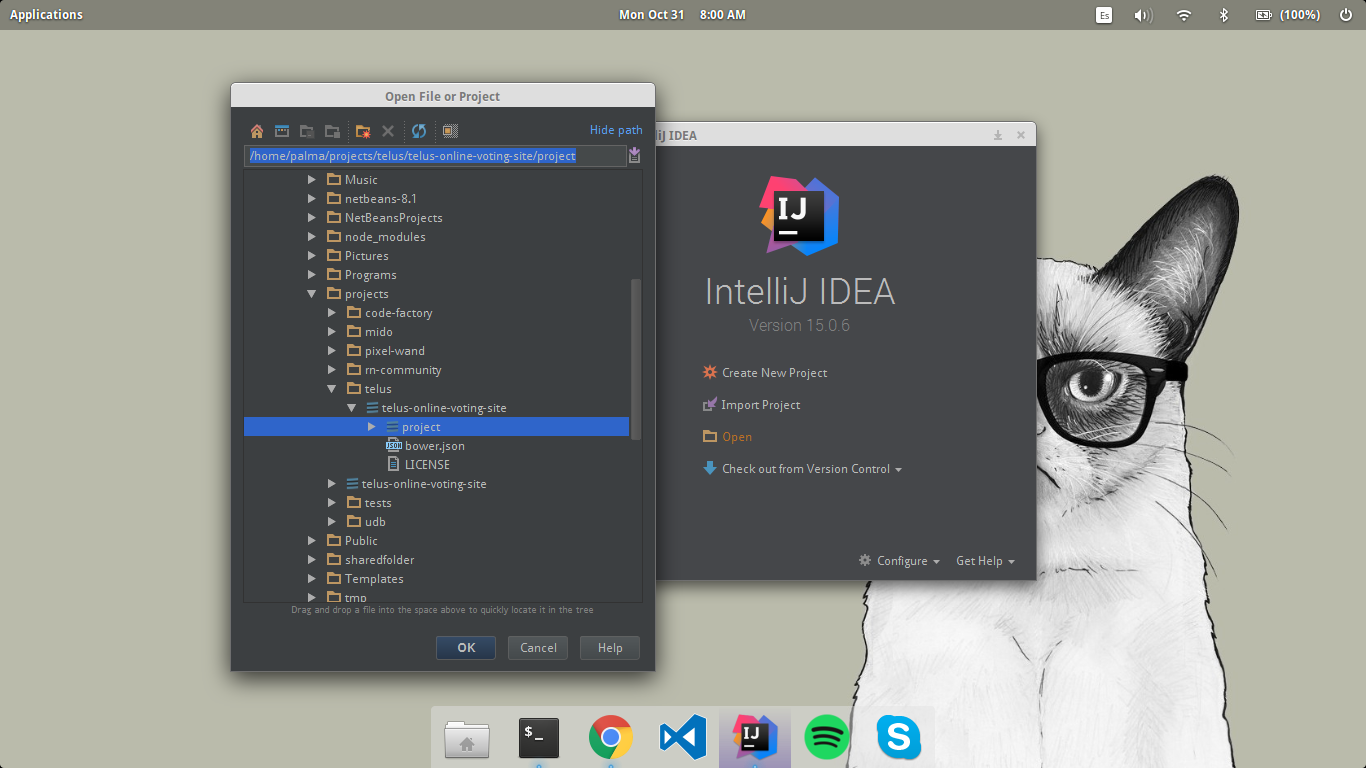 Applications
Mon Oct 31 8:00 AM
Es
(100%)
Open File or Project
Hide path
/home/palma/projects/telus/telus-online-voting-site/project
Music
netbeans-8.1
NetBeansProjects
node_modules
Pictures
Programs
projects
code-factory
mido
pixel-wand
rn-community
telus
telus-online-voting-site
project
JSON bower.json
LICENSE
telus-online-voting-site
tests
udb
Public
sharedfolder
Templates
tmp
Drag and drop a file into the space above to quickly locate it in the tree
OK
Cancel
Help
liJ IDEA
IJ
IntelliJ IDEA
Version 15.0.6
Create New Project
Import Project
Open
Check out from Version Control
Configure
Get Help
$_
IJ
S